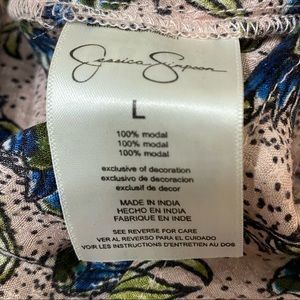 Jessica Simpson
L
100% modal
100% modal
100% modal
exclusive of decoration
exclusivo de decoracion
exclusif de decor
MADE IN INDIA
HECHO EN INDIA
FABRIQUE EN INDE
SEE REVERSE FOR CARE
VER AL REVERSO PARA EL CUIDADO
VOIR LES INSTRUCTIONS D'ENTRETIEN AU DOS